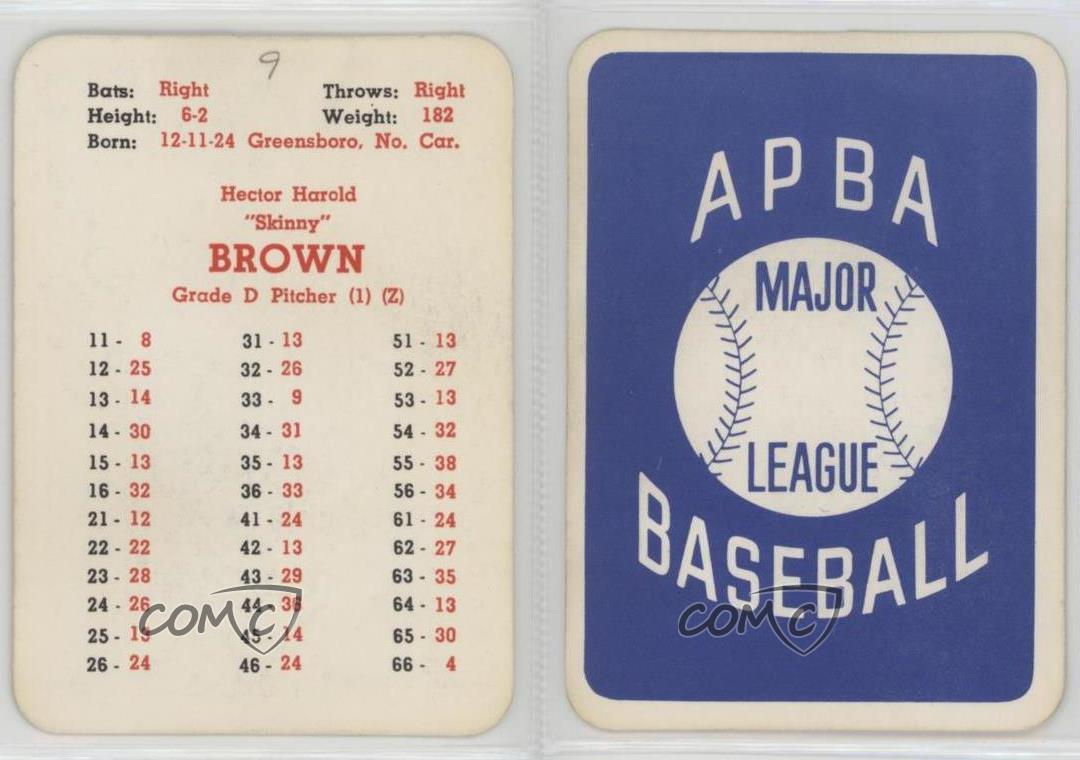 9
Bats: Right Throws: Right
Height: 6-2 Weight: 182
Born: 12-11-24 Greensboro, No. Car.
Hector Harold
"Skinny"
BROWN
Grade D Pitcher (1) (Z)
11 - 8 31 - 13 51 - 13
12 - 25 32 - 26 52 - 27
13 - 14 33 - 9 53 - 13
14 - 30 34 - 31 54 - 32
15 - 13 35 - 13 55 - 38
16 - 32 36 - 33 56 - 34
21 - 12 41 - 24 61 - 24
22 - 22 42 - 13 62 - 27
23 - 28 43 - 29 63 - 35
24 - 26 44 - 36 64 - 13
25 - 45 - 14 65 - 30
26 - 24 46 - 24 66 - 4
COMC
APBA
MAJOR
LEAGUE
BASEBALL
COMC